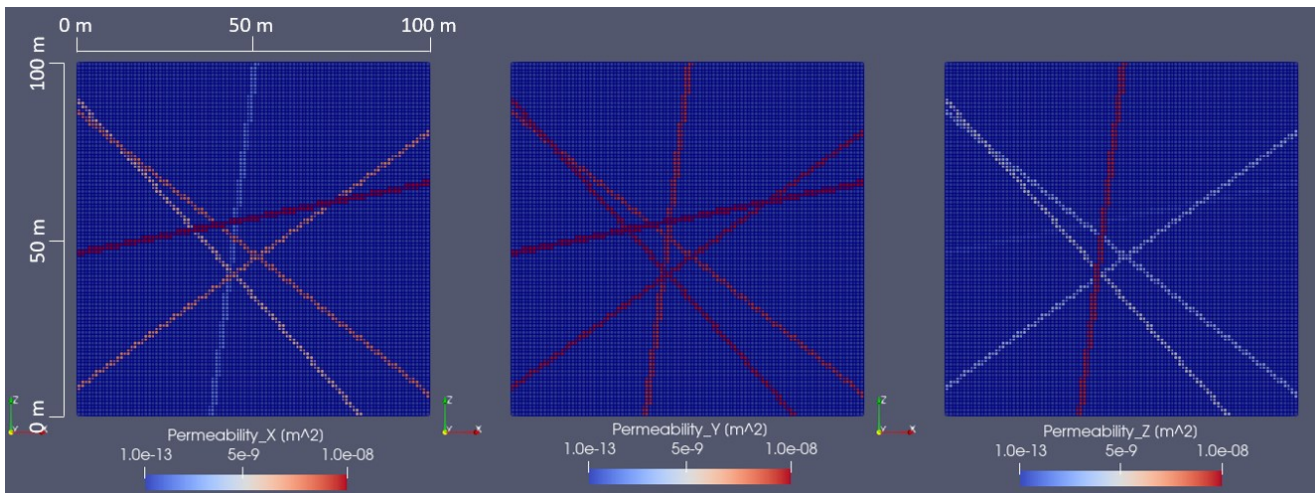 0 m 50 m 100 m
100 m
50 m
0 m
Z
Y X
Z
Y X
Z
Y X
Permeability_X (m^2)
1.0e-13 5e-9 1.0e-08
Permeability_Y (m^2)
1.0e-13 5e-9 1.0e-08
Permeability_Z (m^2)
1.0e-13 5e-9 1.0e-08